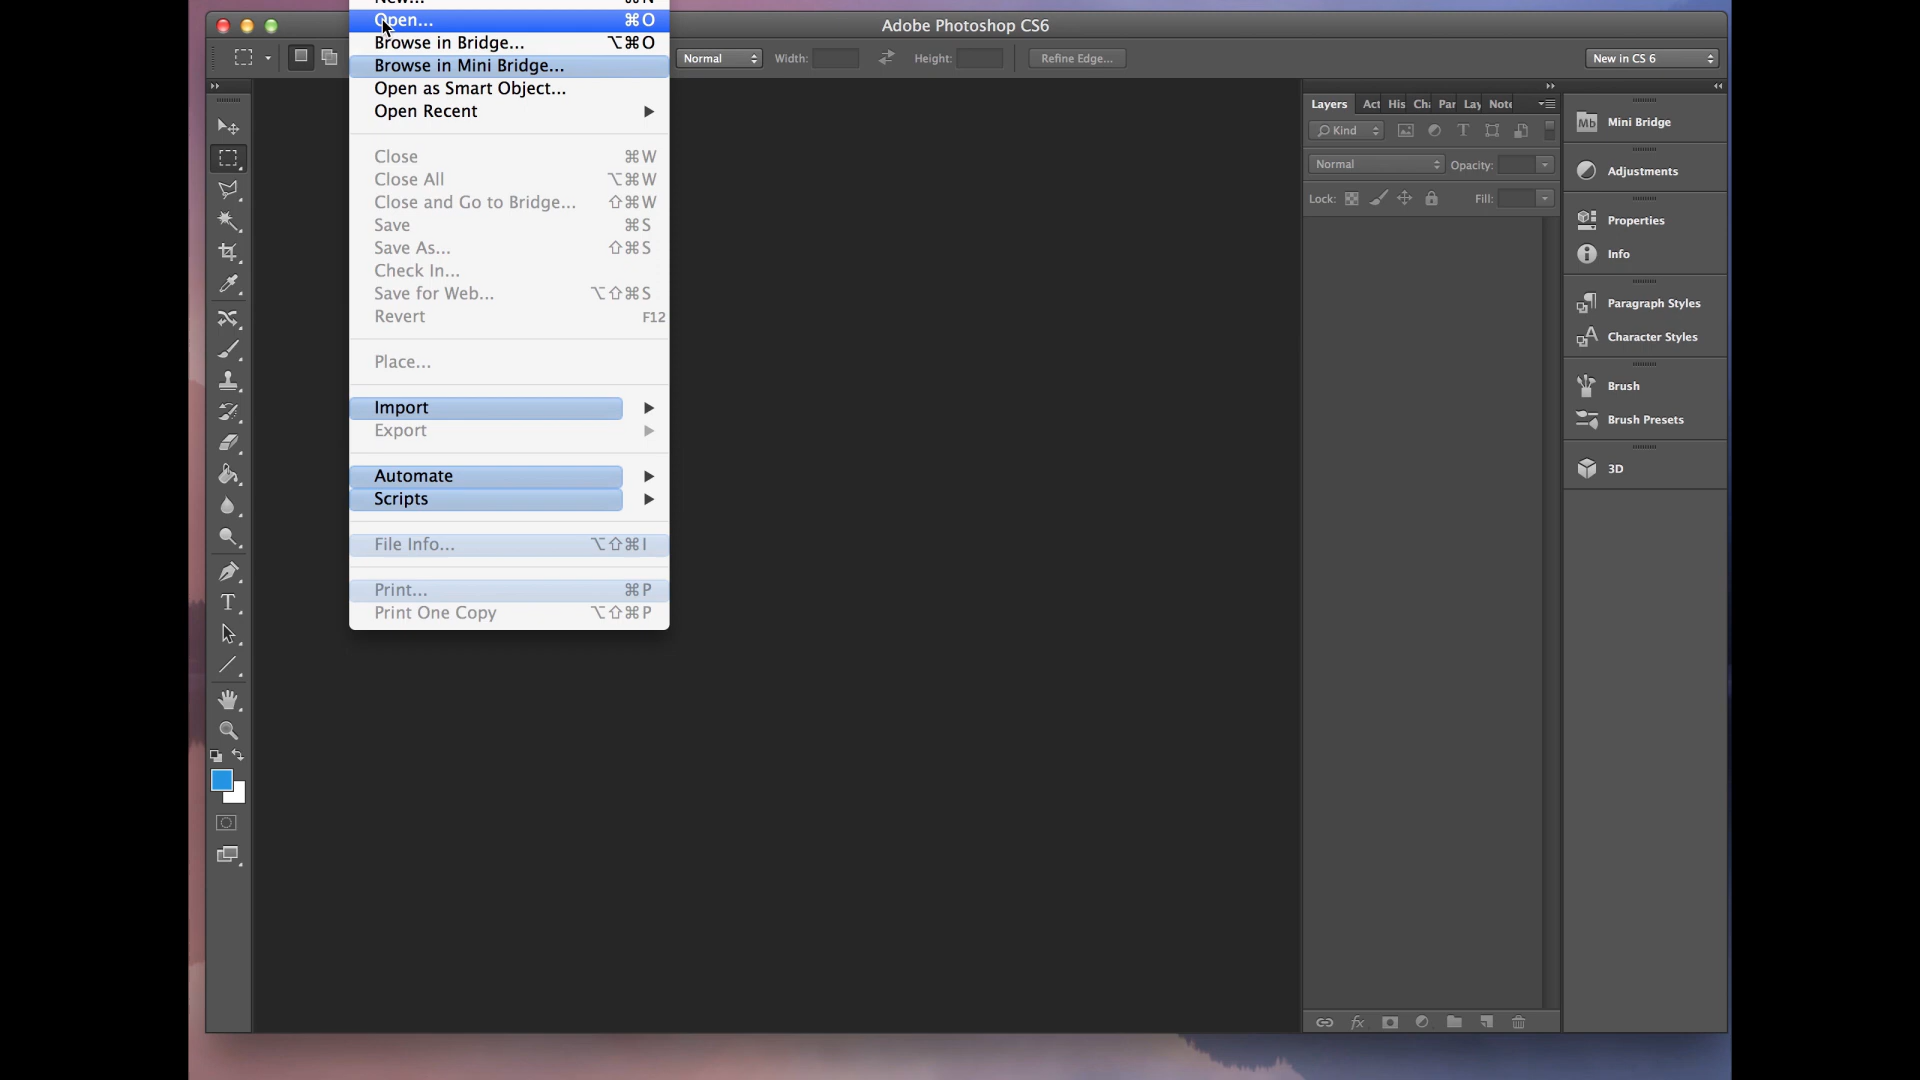 New... ⌘N
Open... ⌘O
Browse in Bridge... ⌥⌘O
Browse in Mini Bridge...
Open as Smart Object...
Open Recent
Close ⌘W
Close All ⌥⌘W
Close and Go to Bridge... ⇧⌘W
Save ⌘S
Save As... ⇧⌘S
Check In...
Save for Web... ⌥⇧⌘S
Revert F12
Place...
Import
Export
Automate
Scripts
File Info... ⌥⇧⌘I
Print... ⌘P
Print One Copy ⌥⇧⌘P
Adobe Photoshop CS6
Normal Width: Height: Refine Edge... New in CS 6
Layers Act His Cha Par Lay Note
Kind
Normal Opacity:
Lock: Fill:
fx
Mb Mini Bridge
Adjustments
Properties
Info
Paragraph Styles
Character Styles
Brush
Brush Presets
3D